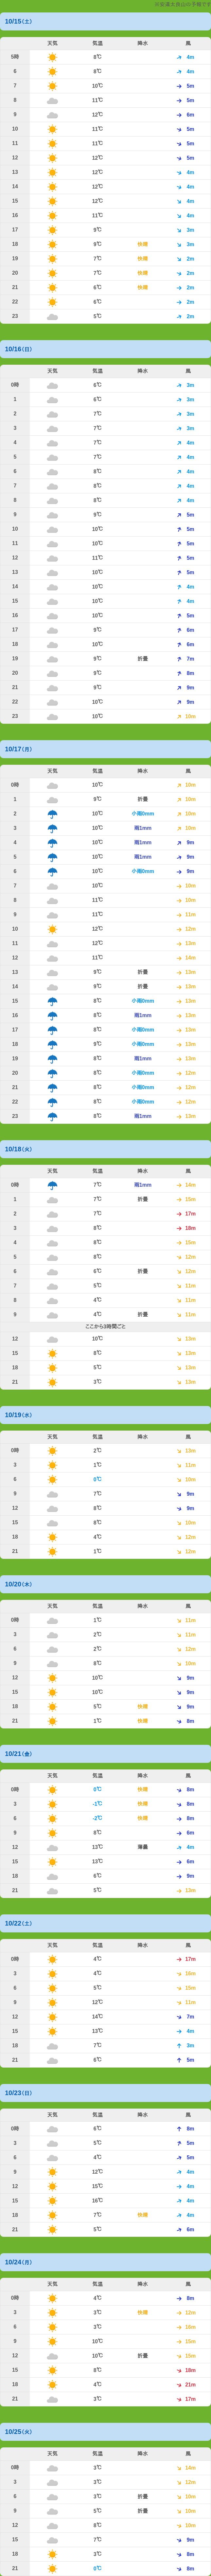 の予報です
10/15(土)
天気 気温 降水 風
5時 8℃ 4m
6 8℃ 4m
7 10℃ 5m
8 11℃ 5m
9 12℃ 6m
10 11℃ 5m
11 12℃ 5m
12 12℃ 5m
13 12℃ 4m
14 12℃ 4m
15 12℃ 4m
16 11℃ 4m
17 9℃ 3m
18 9℃ 快晴 3m
19 7℃ 快晴 2m
20 7℃ 快晴 2m
21 6℃ 快晴 2m
22 6℃ 2m
23 5℃ 2m
10/16(日)
天気 気温 降水 風
0時 6℃ 3m
1 6℃ 3m
2 7℃ 3m
3 7℃ 3m
4 7℃ 4m
5 7℃ 4m
6 8℃ 4m
7 8℃ 4m
8 8℃ 4m
9 9℃ 5m
10 10℃ 5m
11 10℃ 5m
12 11℃ 5m
13 10℃ 5m
14 10℃ 4m
15 10℃ 4m
16 10℃ 5m
17 9℃ 6m
18 10℃ 6m
19 9℃ 7m
20 9℃ 8m
21 9℃ 9m
22 10℃ 9m
23 10℃ 10m
10/17(月)
天気 気温 降水 風
0時 10℃ 10m
1 9℃ 10m
2 10℃ 小雨0mm 10m
3 10℃ 雨1mm 10m
4 10℃ 雨1mm 9m
5 10℃ 雨1mm 9m
6 10℃ 小雨0mm 9m
7 10℃ 10m
8 11℃ 10m
9 11℃ 11m
10 12℃ 12m
11 12℃ 13m
12 11℃ 14m
13 9℃ 13m
14 9℃ 13m
15 8℃ 小雨0mm 13m
16 8℃ 雨1mm 13m
17 8℃ 小雨0mm 13m
18 9℃ 小雨0mm 13m
19 8℃ 雨1mm 13m
20 8℃ 小雨0mm 12m
21 8℃ 小雨0mm 12m
22 8℃ 小雨0mm 12m
23 8℃ 雨1mm 13m
10/18(火)
天気 気温 降水 風
0時 7℃ 雨1mm 14m
1 7℃ 15m
2 7℃ 17m
3 8℃ 18m
4 8℃ 15m
5 8℃ 12m
6 6℃ 12m
7 5℃ 11m
8 4℃ 11m
9 4℃ 11m
ここから3時間ごと
12 10℃ 13m
15 8℃ 13m
18 5℃ 13m
21 3℃ 13m
10/19(水)
天気 気温 降水 風
0時 2℃ 13m
3 1℃ 11m
6 0℃ 10m
9 7℃ 9m
12 8℃ 9m
15 8℃ 10m
18 4℃ 12m
21 1℃ 12m
10/20(木)
天気 気温 降水 風
0時 1℃ 11m
3 2℃ 11m
6 2℃ 12m
9 8℃ 10m
12 10℃ 9m
15 10℃ 9m
18 5℃ 快晴 9m
21 1℃ 快晴 8m
10/21(金)
天気 気温 降水 風
0時 0℃ 快晴 8m
3 -1℃ 快晴 8m
6 -2℃ 快晴 8m
9 8℃ 6m
12 13℃ 薄曇 4m
15 13℃ 6m
18 6℃ 9m
21 5℃ 13m
10/22(土)
天気 気温 降水 風
0時 4℃ 17m
3 4℃ 16m
6 5℃ 15m
9 12℃ 11m
12 14℃ 7m
15 13℃ 4m
18 7℃ 3m
21 6℃ 5m
10/23(日)
天気 気温 降水 風
0時 6℃ 8m
3 5℃ 5m
6 4℃ 5m
9 12℃ 4m
12 15℃ 4m
15 16℃ 4m
18 7℃ 快晴 4m
21 5℃ 6m
10/24(月)
天気 気温 降水 風
0時 4℃ 8m
3 3℃ 快晴 12m
6 3℃ 15m
9 10℃ 15m
12 10℃ 15m
15 8℃ 18m
18 4℃ 21m
21 3℃ 17m
10/25(火)
天気 気温 降水 風
0時 3℃ 14m
3 3℃ 12m
6 3℃ 10m
9 5℃ 10m
12 8℃ 10m
15 7℃ 9m
18 3℃ 8m
21 0℃ 8m